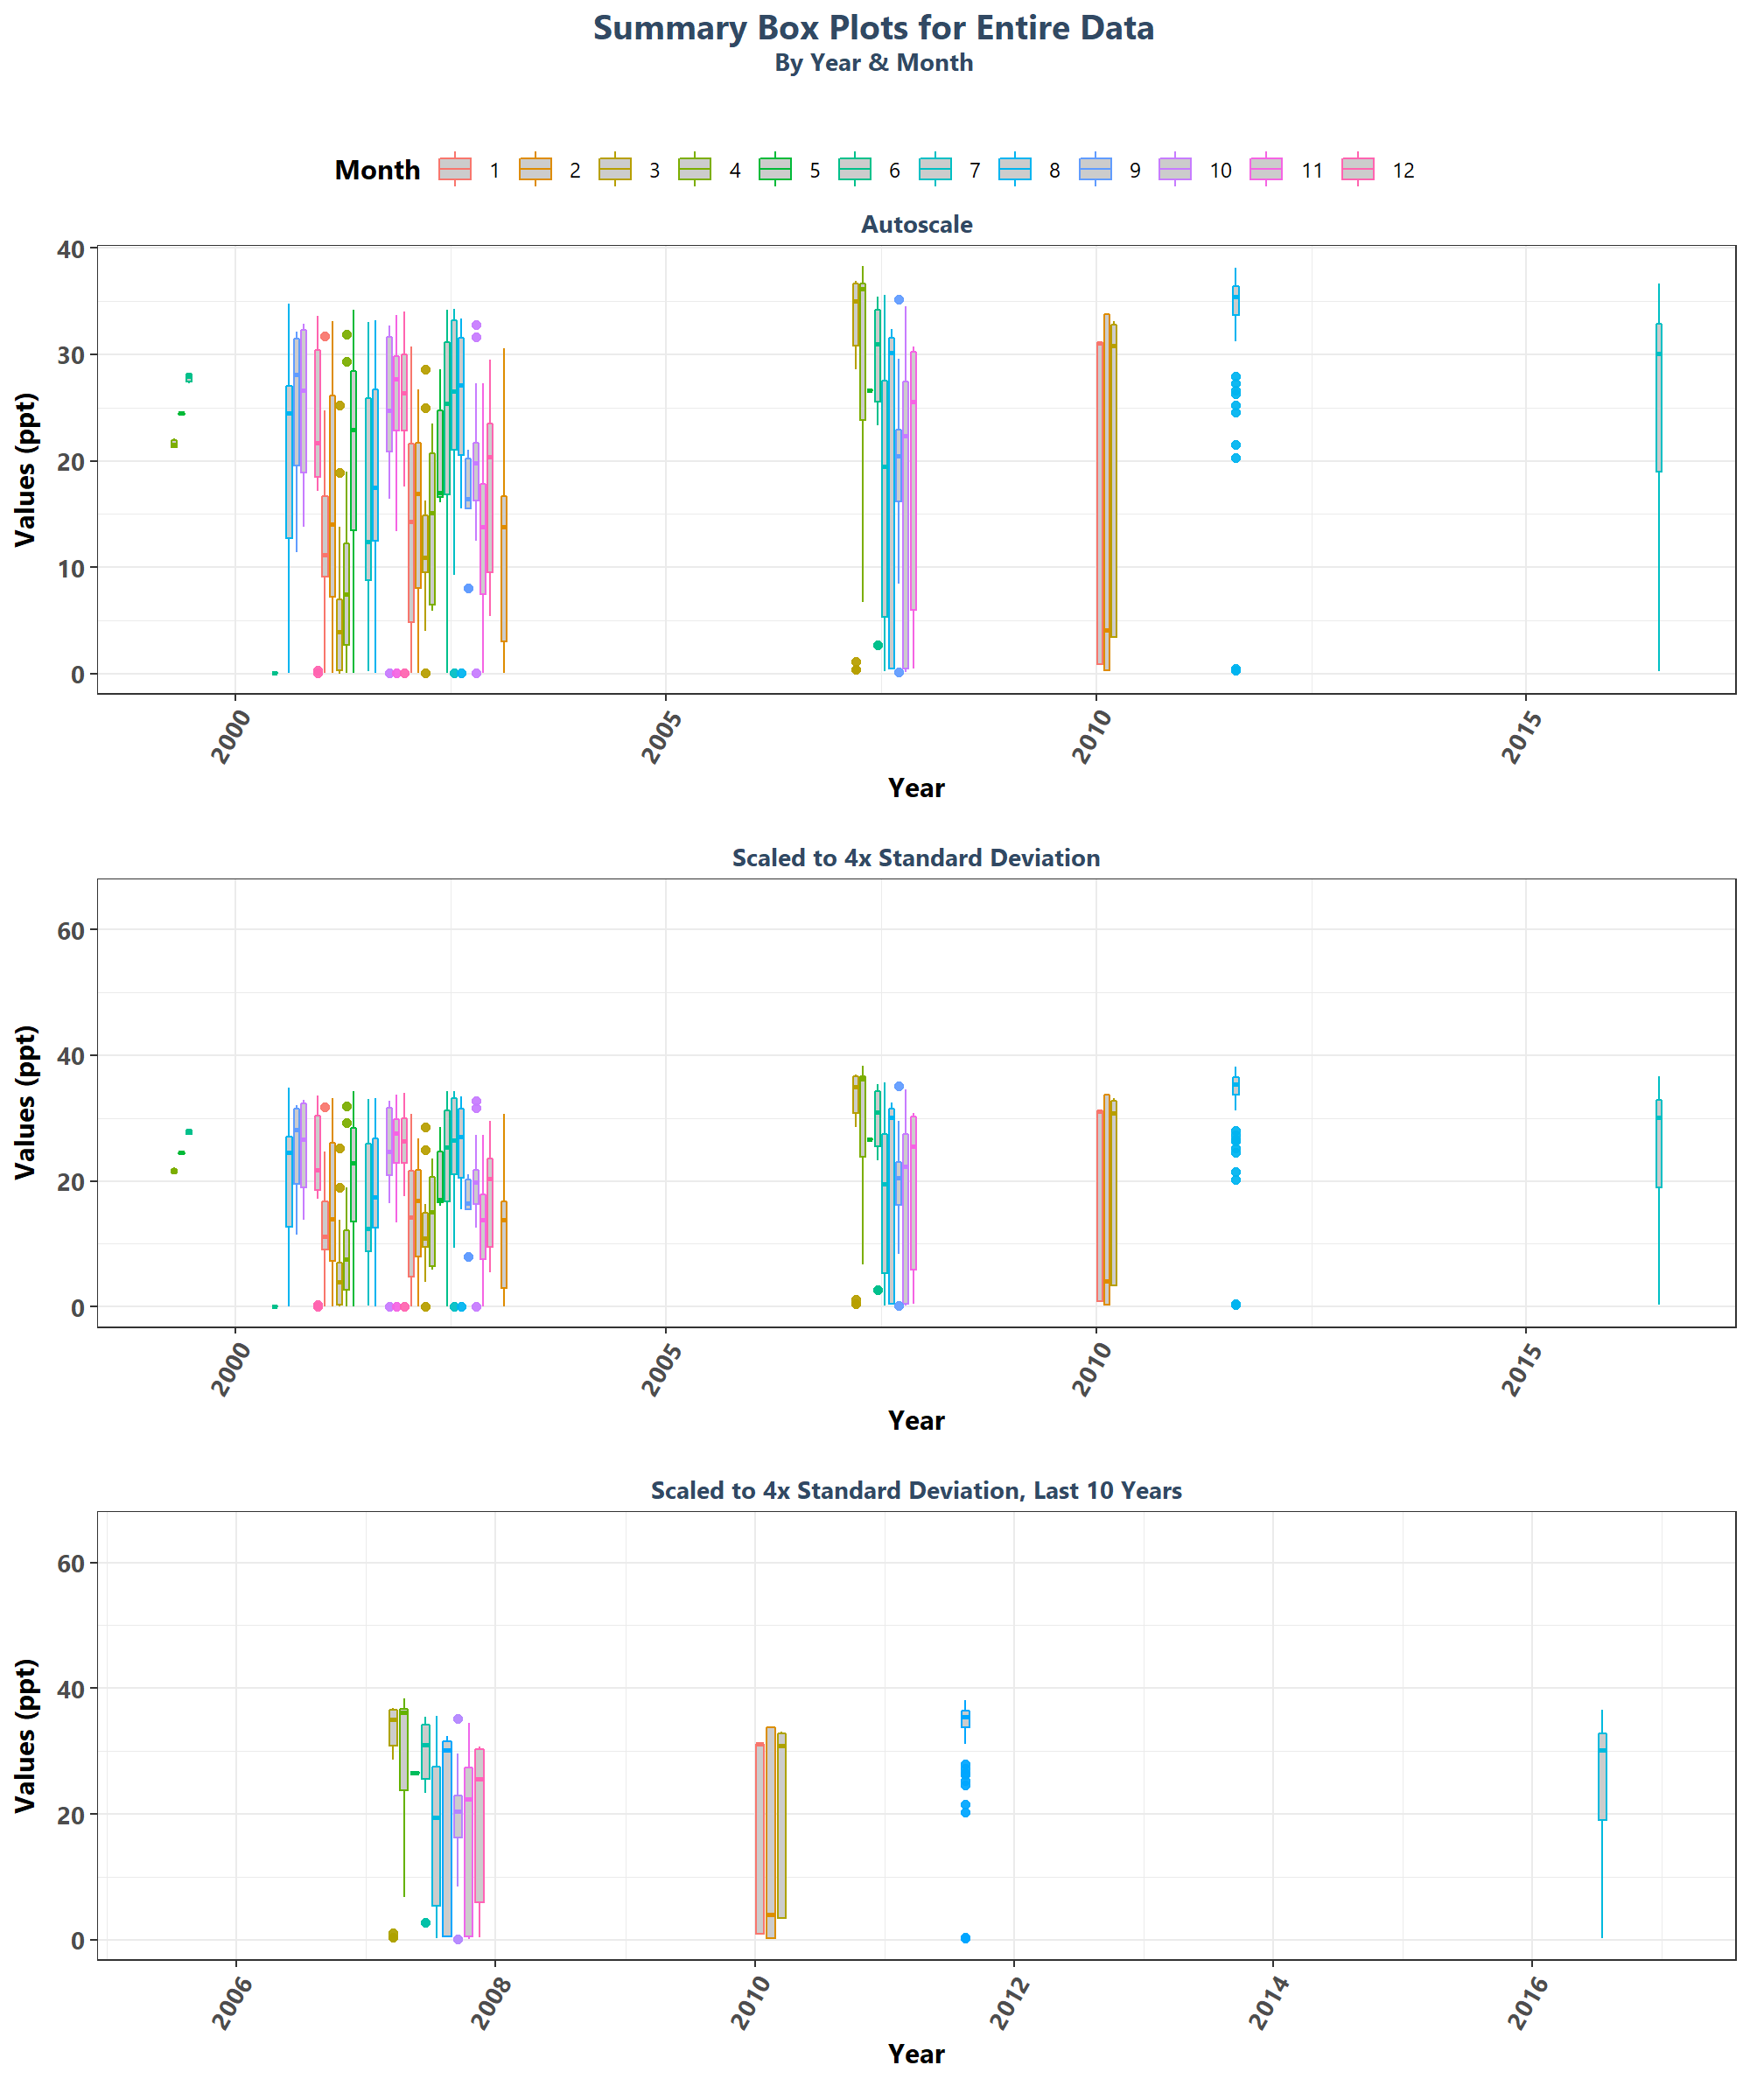 Summary Box Plots for Entire Data
By Year & Month
Month 1 2 3 4 5 6 7 8 9 10 11 12
Autoscale
Values (ppt)
40
30
20
10
0
2000 2005 2010 2015
Year
Scaled to 4x Standard Deviation
Values (ppt)
60
40
20
0
2000 2005 2010 2015
Year
Scaled to 4x Standard Deviation, Last 10 Years
Values (ppt)
60
40
20
0
2006 2008 2010 2012 2014 2016
Year